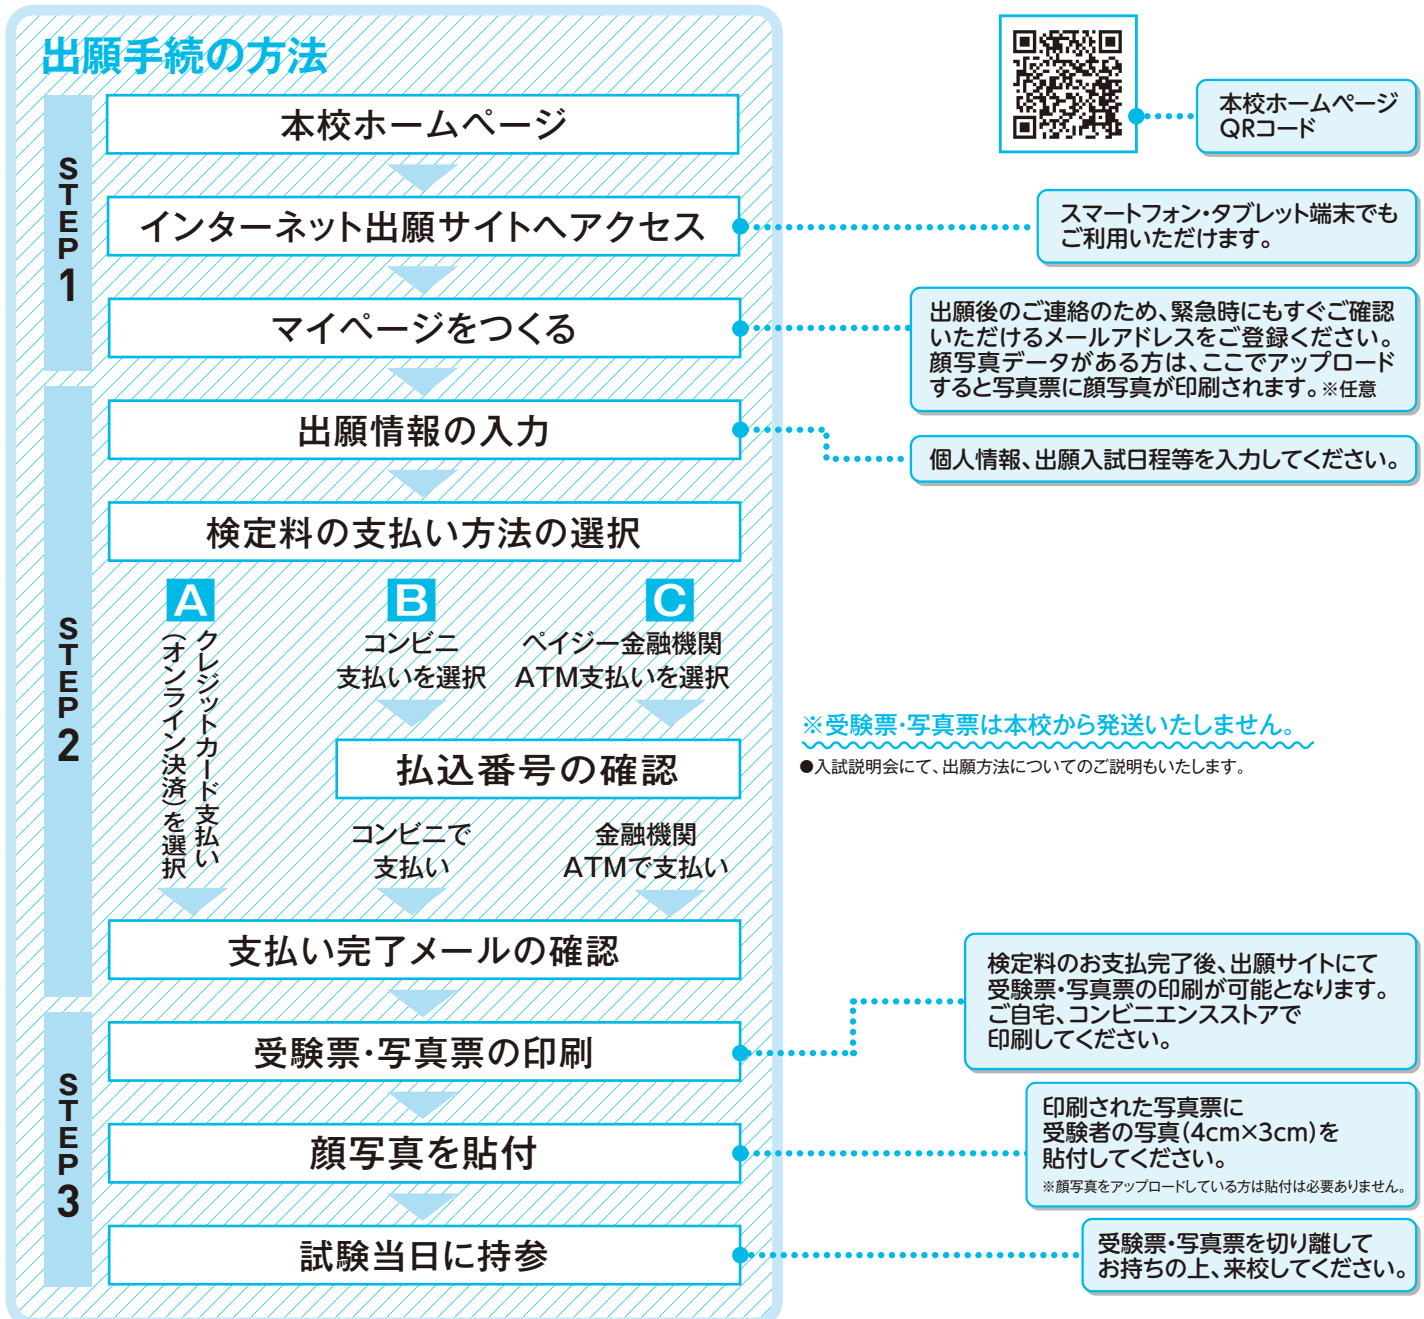 出願手続の方法
本校ホームページ
QRコード
STEP1
本校ホームページ
インターネット出願サイトへアクセス
スマートフォン・タブレット端末でも
ご利用いただけます。
マイページをつくる
出願後のご連絡のため、緊急時にもすぐご確認
いただけるメールアドレスをご登録ください。
顔写真データがある方は、ここでアップロード
すると写真票に顔写真が印刷されます。※任意
STEP2
出願情報の入力
個人情報、出願入試日程等を入力してください。
検定料の支払い方法の選択
A
クレジットカード支払い
(オンライン決済)を選択
B
コンビニ
支払いを選択
C
ペイジー金融機関
ATM支払いを選択
払込番号の確認
コンビニで
支払い
金融機関
ATMで支払い
※受験票・写真票は本校から発送いたしません。
●入試説明会にて、出願方法についてのご説明もいたします。
支払い完了メールの確認
STEP3
受験票・写真票の印刷
検定料のお支払完了後、出願サイトにて
受験票・写真票の印刷が可能となります。
ご自宅、コンビニエンスストアで
印刷してください。
顔写真を貼付
印刷された写真票に
受験者の写真(4cm×3cm)を
貼付してください。
※顔写真をアップロードしている方は貼付は必要ありません。
試験当日に持参
受験票・写真票を切り離して
お持ちの上、来校してください。